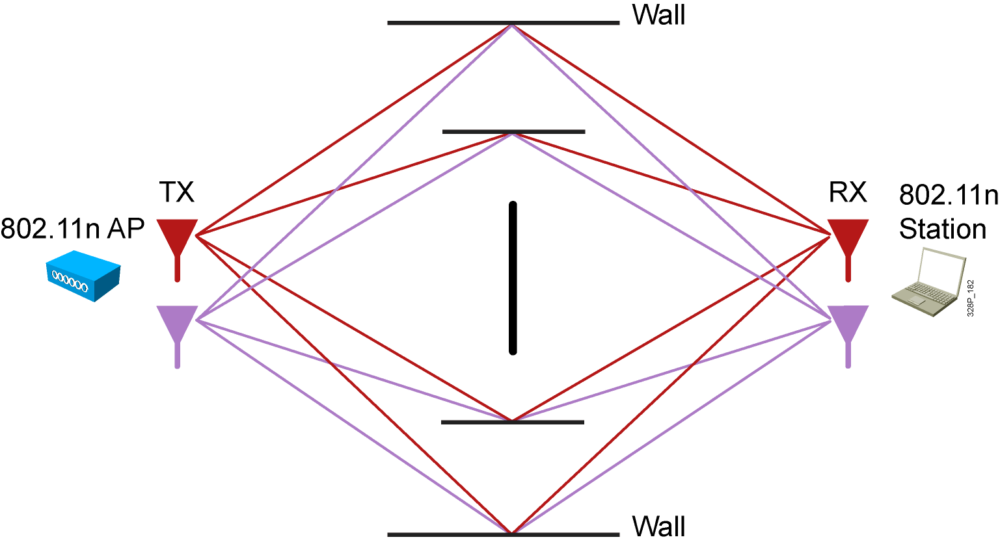 Wall
TX
RX
802.11n AP
802.11n
Station
328P_182
Wall